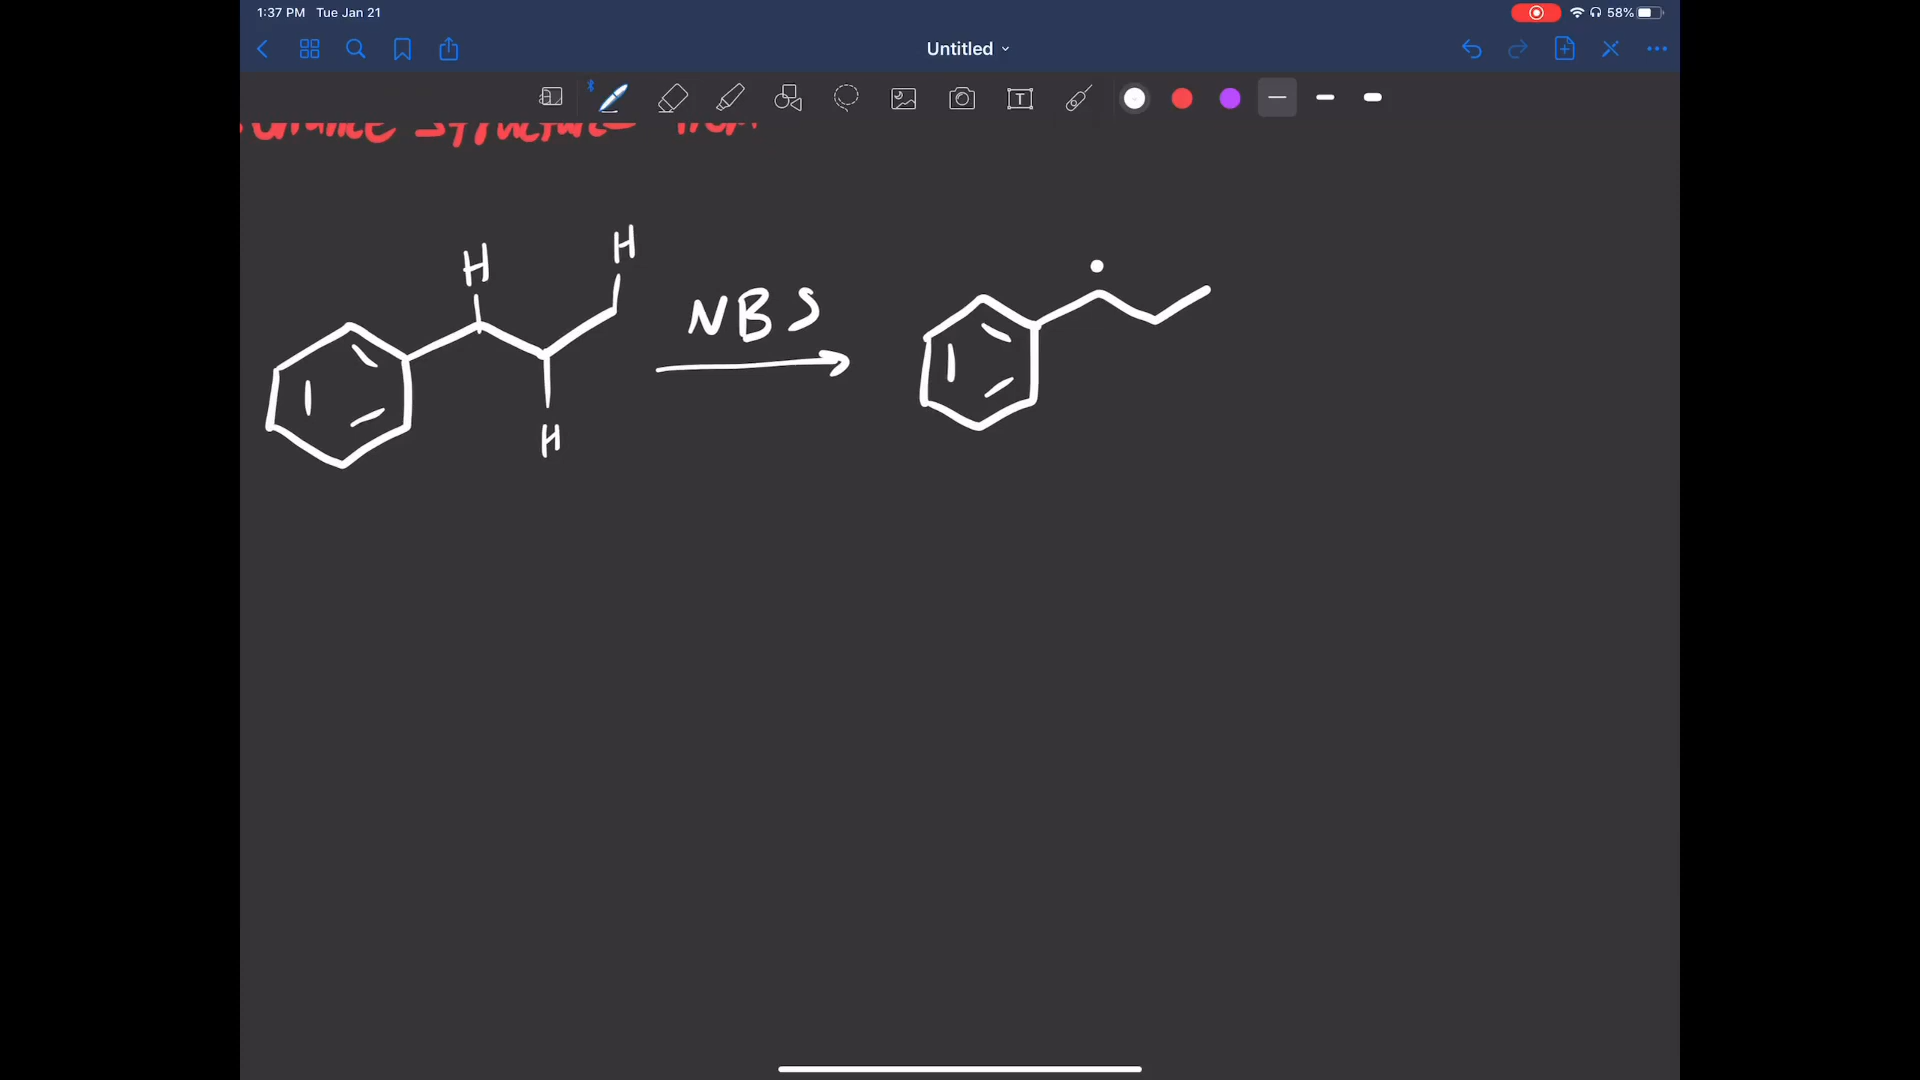 1:37 PM Tue Jan 21
58%
Untitled
T
H
H
NBS
H